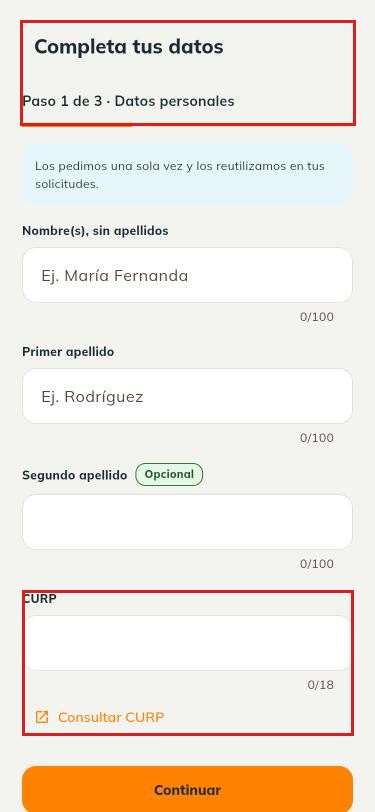 Completa tus datos
Paso 1 de 3 · Datos personales
Los pedimos una sola vez y los reutilizamos en tus
solicitudes.
Nombre(s), sin apellidos
Ej. María Fernanda
0/100
Primer apellido
Ej. Rodríguez
0/100
Segundo apellido Opcional
0/100
CURP
0/18
Consultar CURP
Continuar